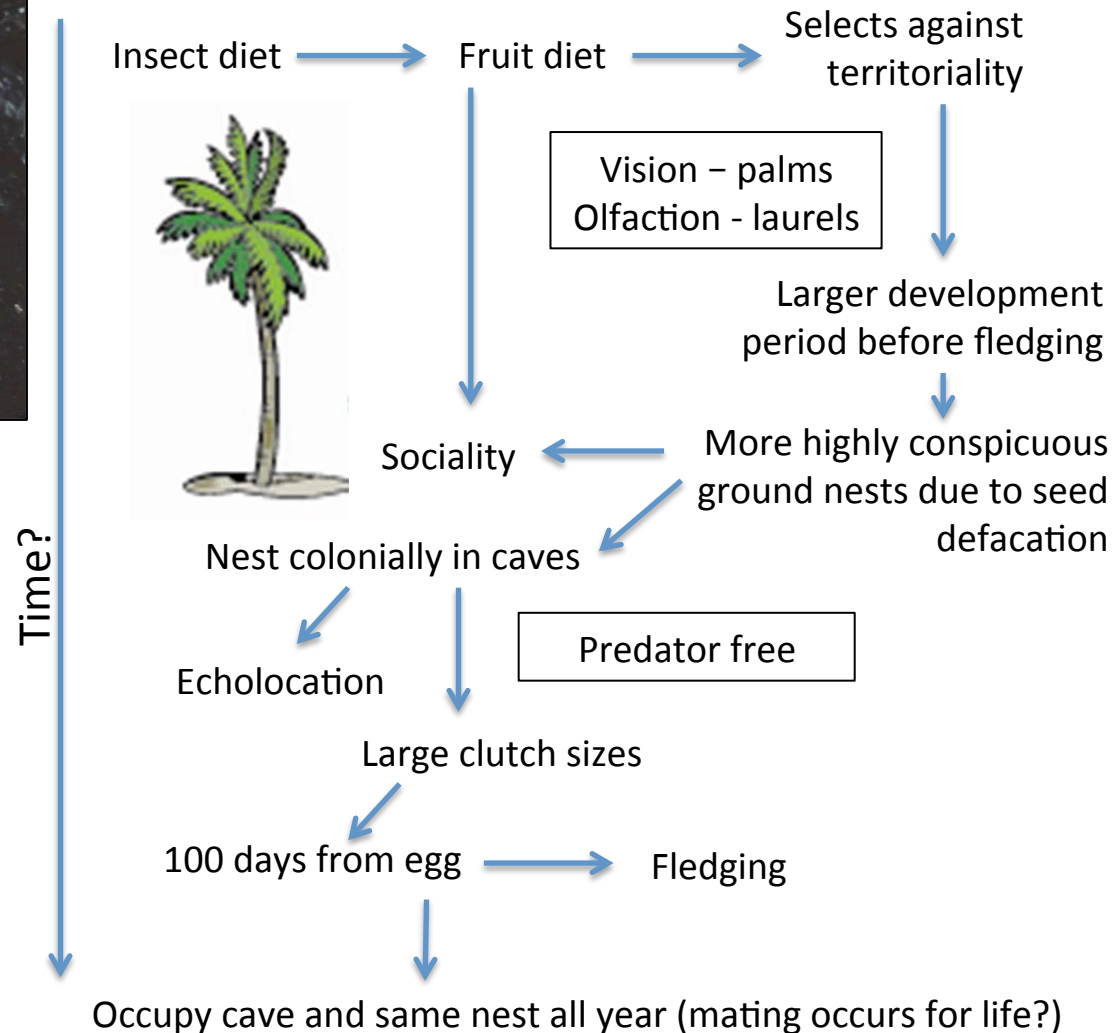 Insect diet
Fruit diet
Selects against
territoriality
Vision – palms
Olfaction - laurels
Larger development
period before fledging
Sociality
More highly conspicuous
ground nests due to seed
defacation
Time?
Nest colonially in caves
Predator free
Echolocation
Large clutch sizes
100 days from egg
Fledging
Occupy cave and same nest all year (mating occurs for life?)